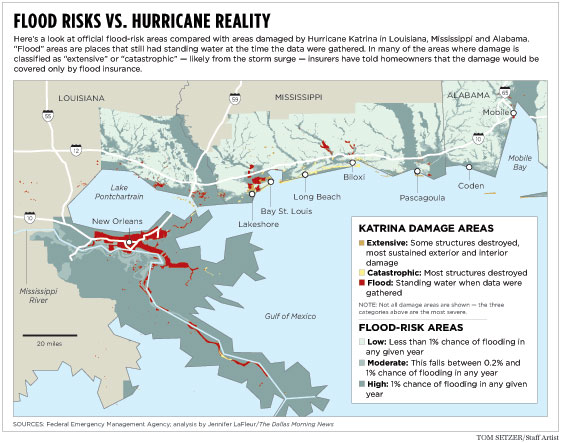 FLOOD RISKS VS. HURRICANE REALITY
Here's a look at official flood-risk areas compared with areas damaged by Hurricane Katrina in Louisiana, Mississippi and Alabama.
"Flood" areas are places that still had standing water at the time the data were gathered. In many of the areas where damage is
classified as "extensive" or "catastrophic" — likely from the storm surge — insurers have told homeowners that the damage would be
covered only by flood insurance.
LOUISIANA
55
59
MISSISSIPPI
ALABAMA
65
Mobile
12
10
Mobile
Bay
Lake
Pontchartrain
Biloxi
Long Beach
Pascagoula
Coden
Bay St. Louis
Lakeshore
10
New Orleans
Mississippi
River
Gulf of Mexico
20 miles
KATRINA DAMAGE AREAS
Extensive: Some structures destroyed,
most sustained exterior and interior
damage
Catastrophic: Most structures destroyed
Flood: Standing water when data were
gathered
NOTE: Not all damage areas are shown — the three
categories above are the most severe.
FLOOD-RISK AREAS
Low: Less than 1% chance of flooding in
any given year
Moderate: This falls between 0.2% and
1% chance of flooding in any year
High: 1% chance of flooding in any given
year
SOURCES: Federal Emergency Management Agency; analysis by Jennifer LaFleur/The Dallas Morning News
TOM SETZER/Staff Artist